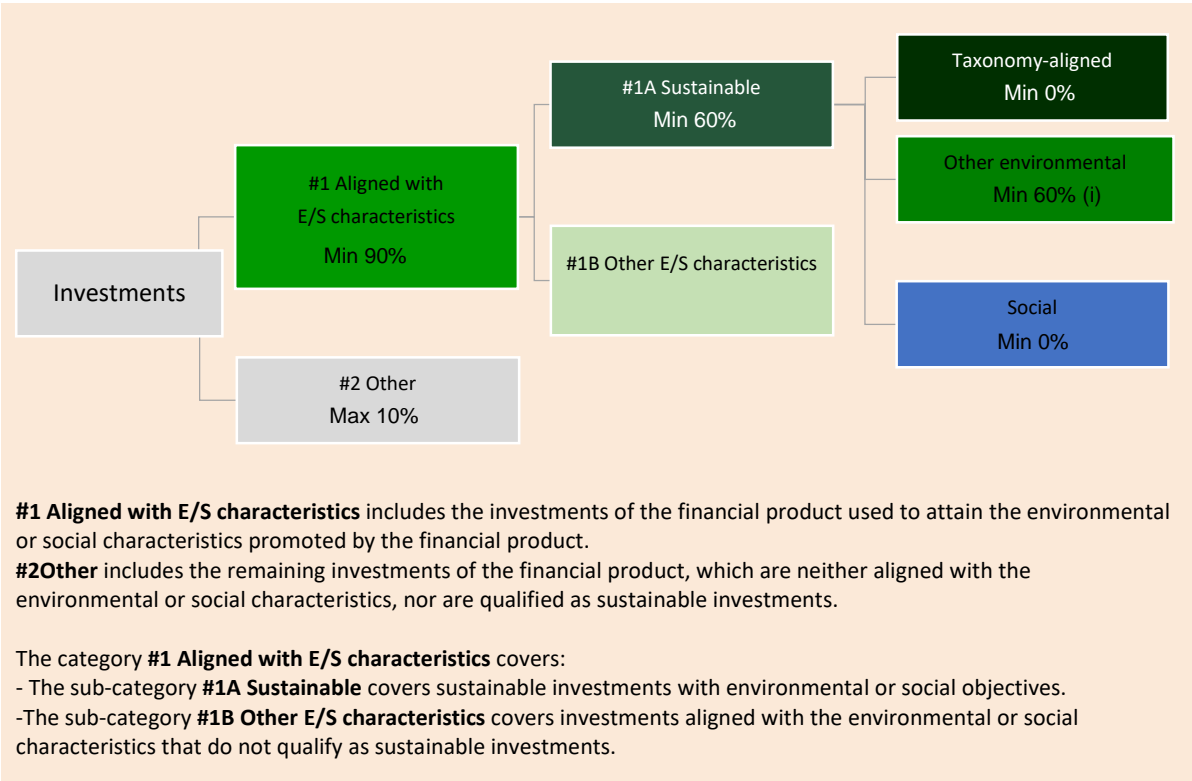 Investments
#1 Aligned with
E/S characteristics
Min 90%
#2 Other
Max 10%
#1A Sustainable
Min 60%
#1B Other E/S characteristics
Taxonomy-aligned
Min 0%
Other environmental
Min 60% (i)
Social
Min 0%
#1 Aligned with E/S characteristics includes the investments of the financial product used to attain the environmental
or social characteristics promoted by the financial product.
#2Other includes the remaining investments of the financial product, which are neither aligned with the
environmental or social characteristics, nor are qualified as sustainable investments.
The category #1 Aligned with E/S characteristics covers:
- The sub-category #1A Sustainable covers sustainable investments with environmental or social objectives.
-The sub-category #1B Other E/S characteristics covers investments aligned with the environmental or social
characteristics that do not qualify as sustainable investments.